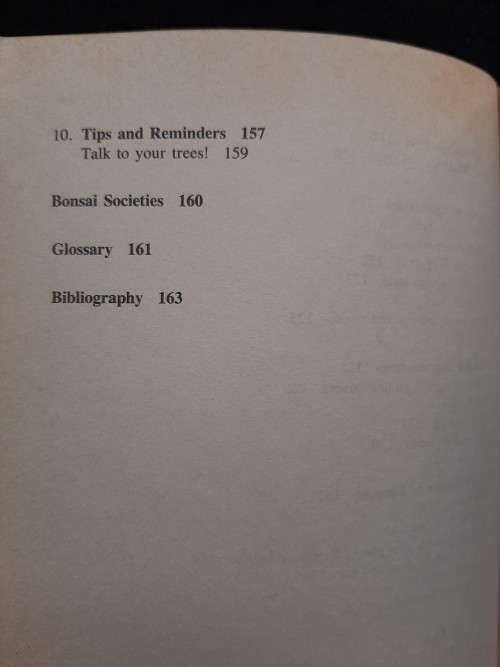 10. Tips and Reminders 157
Talk to your trees! 159
Bonsai Societies 160
Glossary 161
Bibliography 163